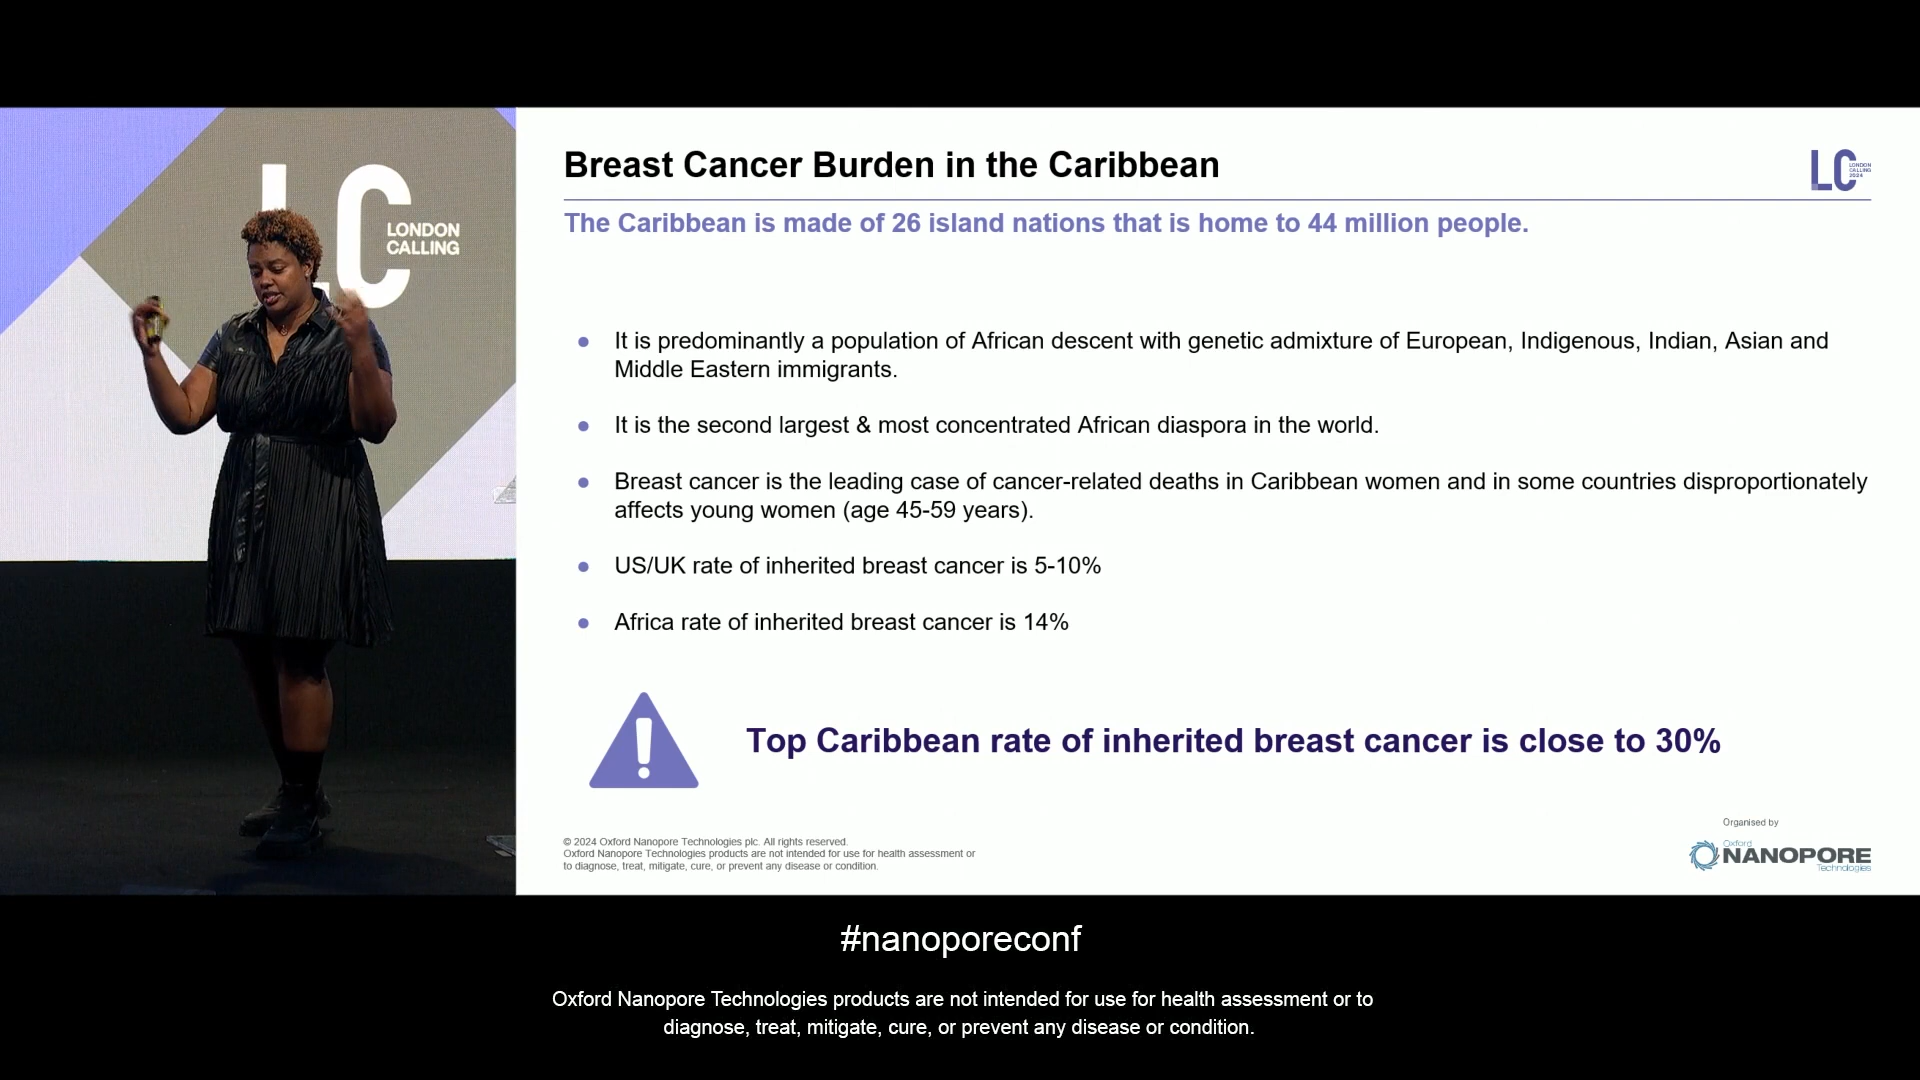 LC
LONDON
CALLING
Breast Cancer Burden in the Caribbean
LC
LONDON
CALLING
2024
The Caribbean is made of 26 island nations that is home to 44 million people.
● It is predominantly a population of African descent with genetic admixture of European, Indigenous, Indian, Asian and
Middle Eastern immigrants.
● It is the second largest & most concentrated African diaspora in the world.
● Breast cancer is the leading case of cancer-related deaths in Caribbean women and in some countries disproportionately
affects young women (age 45-59 years).
● US/UK rate of inherited breast cancer is 5-10%
● Africa rate of inherited breast cancer is 14%
! Top Caribbean rate of inherited breast cancer is close to 30%
© 2024 Oxford Nanopore Technologies plc. All rights reserved.
Oxford Nanopore Technologies products are not intended for use for health assessment or
to diagnose, treat, mitigate, cure, or prevent any disease or condition.
Organised by
Oxford
NANOPORE
Technologies
#nanoporeconf
Oxford Nanopore Technologies products are not intended for use for health assessment or to
diagnose, treat, mitigate, cure, or prevent any disease or condition.